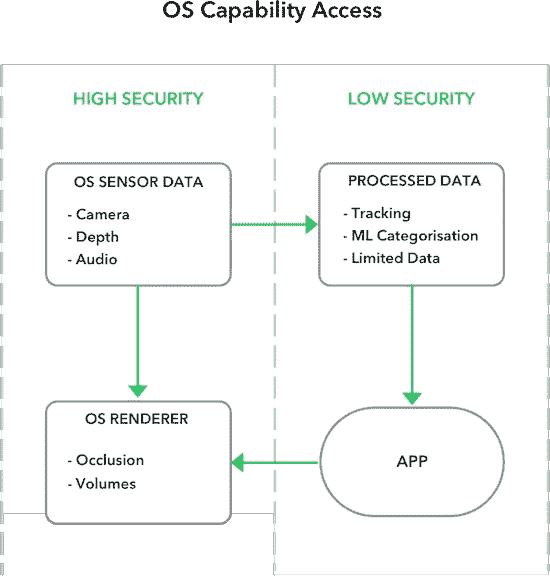 OS Capability Access
HIGH SECURITY
LOW SECURITY
OS SENSOR DATA
- Camera
- Depth
- Audio
PROCESSED DATA
- Tracking
- ML Categorisation
- Limited Data
OS RENDERER
- Occlusion
- Volumes
APP